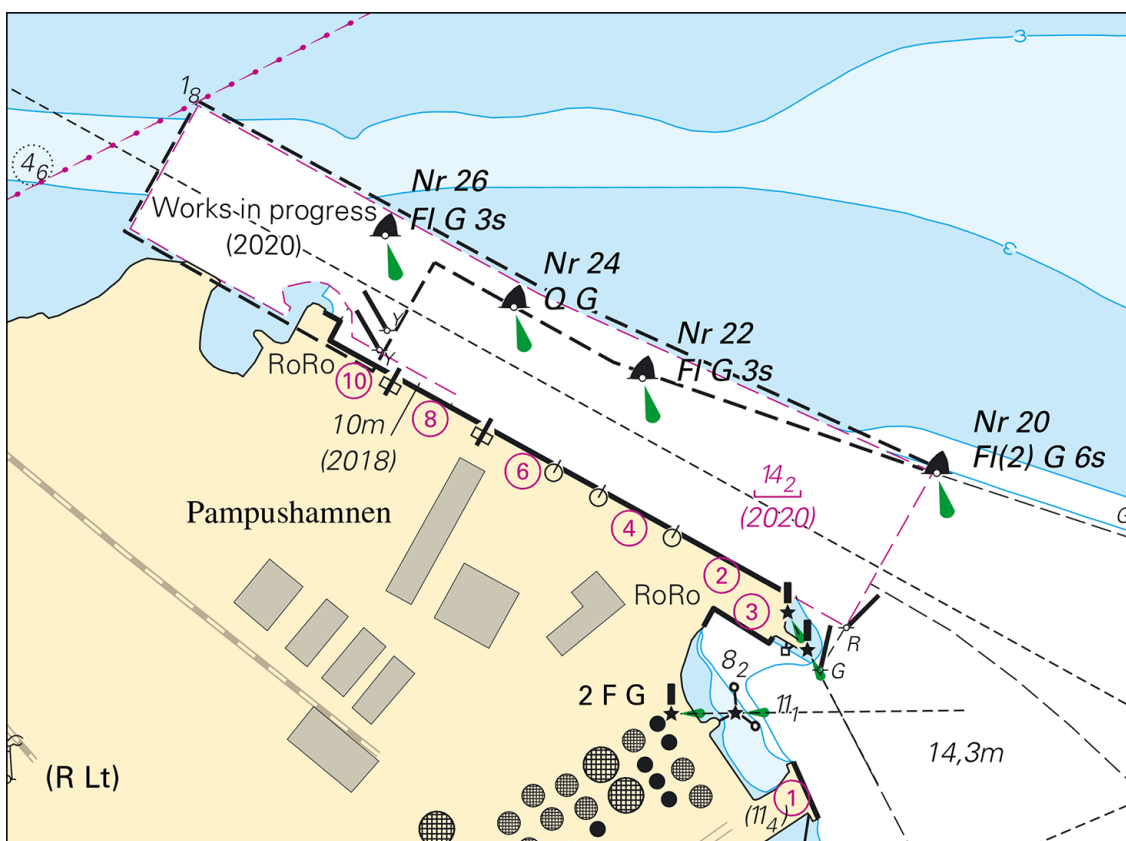 3
1₈
4₆
Nr 26
Fl G 3s
Works in progress
(2020)
3
Nr 24
Q G
Nr 22
Fl G 3s
Y
Y
RoRo
10
8
10m
(2018)
Nr 20
Fl(2) G 6s
6
14₂
(2020)
G
Pampushamnen
4
2
RoRo
3
R
G
8₂
2 F G
11₁
14,3m
(R Lt)
1
(11₄)